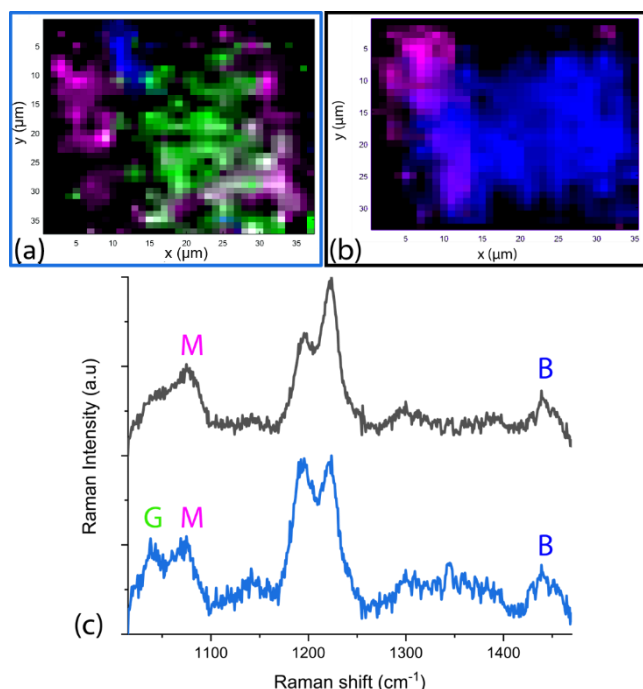 5
10
15
20
25
30
35
y (µm)
5 10 15 20 25 30 35
x (µm)
(a)
5
10
15
20
25
30
y (µm)
5 10 15 20 25 30 35
x (µm)
(b)
M
B
G M
B
Raman Intensity (a.u)
(c)
1100 1200 1300 1400
Raman shift (cm⁻¹)